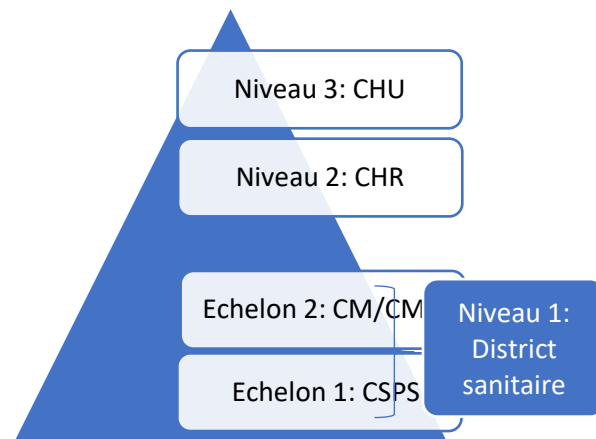 Niveau 3: CHU
Niveau 2: CHR
Echelon 2: CM/CM
Echelon 1: CSPS
Niveau 1:
District
sanitaire